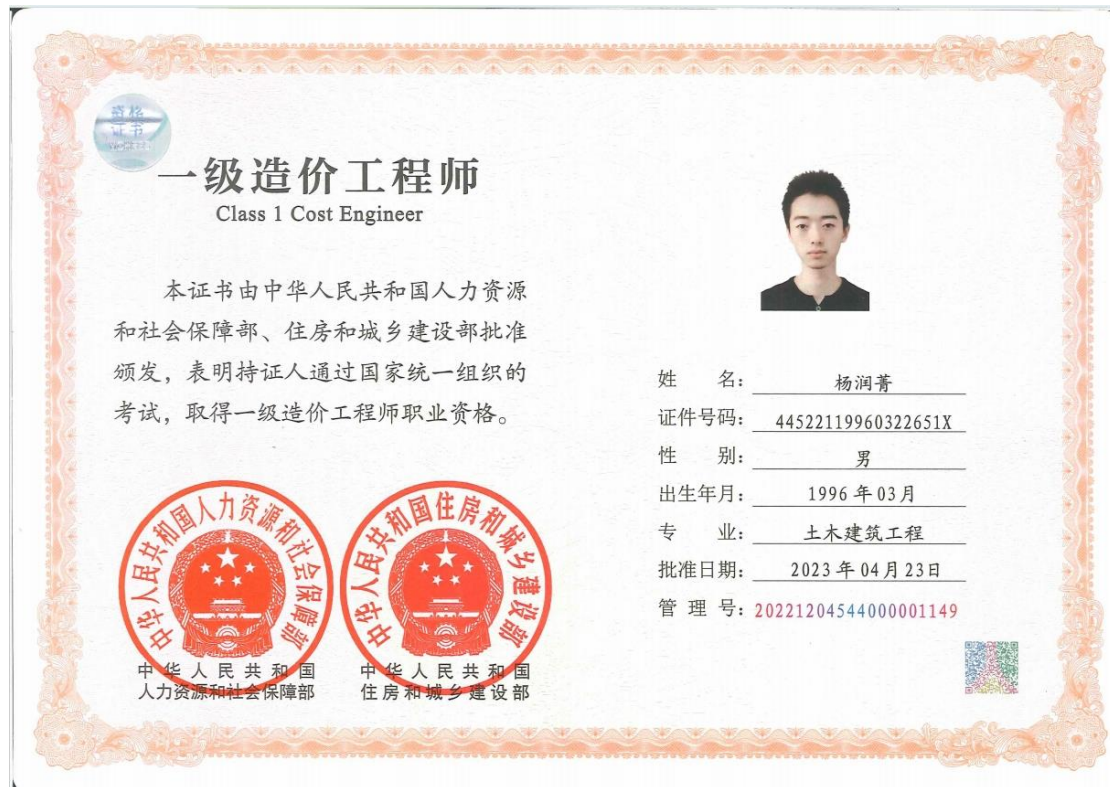 资格
证书
一级造价工程师
Class 1 Cost Engineer
本证书由中华人民共和国人力资源
和社会保障部、住房和城乡建设部批准
颁发，表明持证人通过国家统一组织的
考试，取得一级造价工程师职业资格。
中华人民共和国人力资源和社会保障部
中华人民共和国住房和城乡建设部
中华人民共和国
人力资源和社会保障部
中华人民共和国
住房和城乡建设部
姓 名：杨润菁
证件号码：44522119960322651X
性 别：男
出生年月：1996年03月
专 业：土木建筑工程
批准日期：2023年04月23日
管 理 号：20221204544000001149